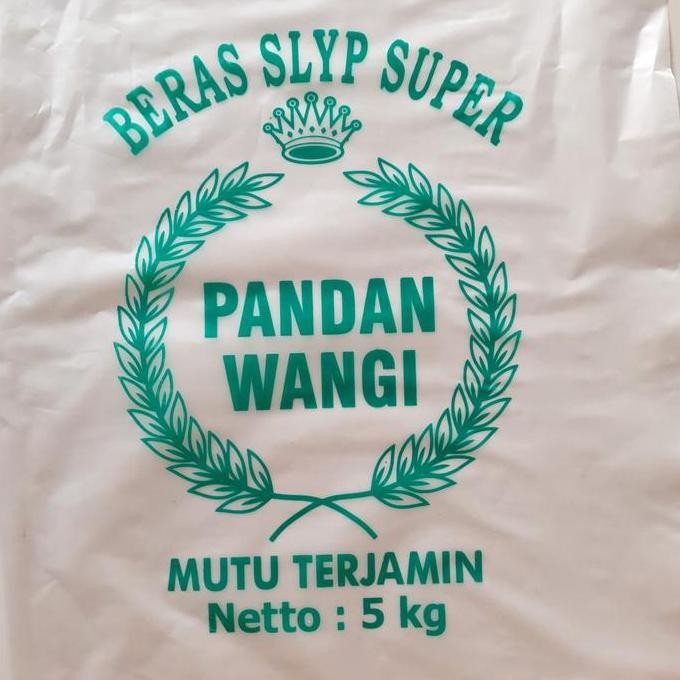 BERAS SLYP SUPER
PANDAN
WANGI
MUTU TERJAMIN
Netto : 5 kg